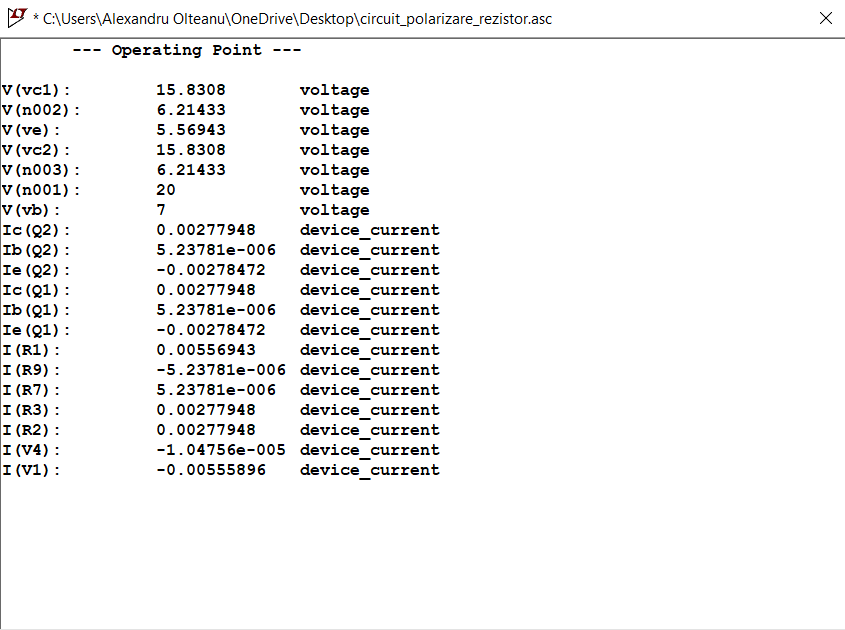 * C:\Users\Alexandru Olteanu\OneDrive\Desktop\circuit_polarizare_rezistor.asc
--- Operating Point ---
V(vc1): 15.8308 voltage
V(n002): 6.21433 voltage
V(ve): 5.56943 voltage
V(vc2): 15.8308 voltage
V(n003): 6.21433 voltage
V(n001): 20 voltage
V(vb): 7 voltage
Ic(Q2): 0.00277948 device_current
Ib(Q2): 5.23781e-006 device_current
Ie(Q2): -0.00278472 device_current
Ic(Q1): 0.00277948 device_current
Ib(Q1): 5.23781e-006 device_current
Ie(Q1): -0.00278472 device_current
I(R1): 0.00556943 device_current
I(R9): -5.23781e-006 device_current
I(R7): 5.23781e-006 device_current
I(R3): 0.00277948 device_current
I(R2): 0.00277948 device_current
I(V4): -1.04756e-005 device_current
I(V1): -0.00555896 device_current